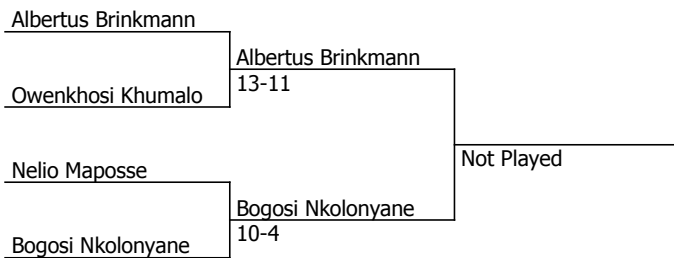 Albertus Brinkmann
Albertus Brinkmann
13-11
Owenkhosi Khumalo
Not Played
Nelio Maposse
Bogosi Nkolonyane
10-4
Bogosi Nkolonyane